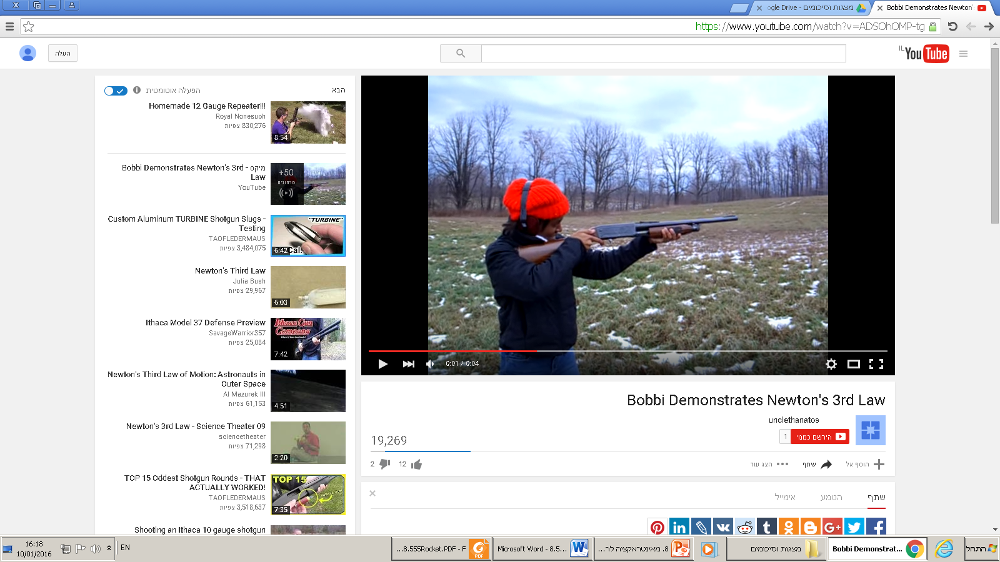 Bobbi Demonstrates Newton'
מצגות וסיכומים - ogle Drive
https://www.youtube.com/watch?v=ADSOhOMP-tg
IL
YouTube
העלה
הבא
הפעלה אוטומטית
Homemade 12 Gauge Repeater!!!
Royal Nonesuch
830,276 צפיות
8:54
מיקס - Bobbi Demonstrates Newton's 3rd
Law
YouTube
+50
סרטונים
Custom Aluminum TURBINE Shotgun Slugs -
Testing
TAOFLEDERMAUS
3,484,075 צפיות
"TURBINE"
6:42
Cal.
Newton's Third Law
Julia Bush
29,967 צפיות
6:03
Ithaca Model 37 Defense Preview
SavageWarrior357
25,084 צפיות
Ithaca Gun
Company
7:42
Newton's Third Law of Motion: Astronauts in
Outer Space
Al Mazurek III
61,153 צפיות
4:51
Newton's 3rd Law - Science Theater 09
sciencetheater
71,298 צפיות
2:20
TOP 15 Oddest Shotgun Rounds - THAT
ACTUALLY WORKED!
TAOFLEDERMAUS
3,518,637 צפיות
TOP 15
7:35
Shooting an Ithaca 10 gauge shotgun
0:01 / 0:04
Bobbi Demonstrates Newton's 3rd Law
unclethanatos
הירשם כמנוי
1
19,269
הוסף אל
שתף
הצג עוד
12
2
שתף
הטמע
אימייל
התחל
Bobbi Demonstrat...
מצגות וסיכומים
8. מאינטראקציה לח...
Microsoft Word - 8.5...
...8.555Rocket.PDF - F
PDF
EN
16:18
10/01/2016